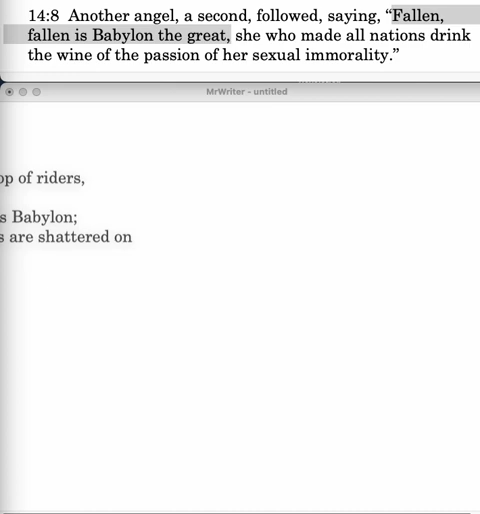 14:8 Another angel, a second, followed, saying, “Fallen,
fallen is Babylon the great, she who made all nations drink
the wine of the passion of her sexual immorality.”
MrWriter - untitled
of riders,
Babylon;
are shattered on